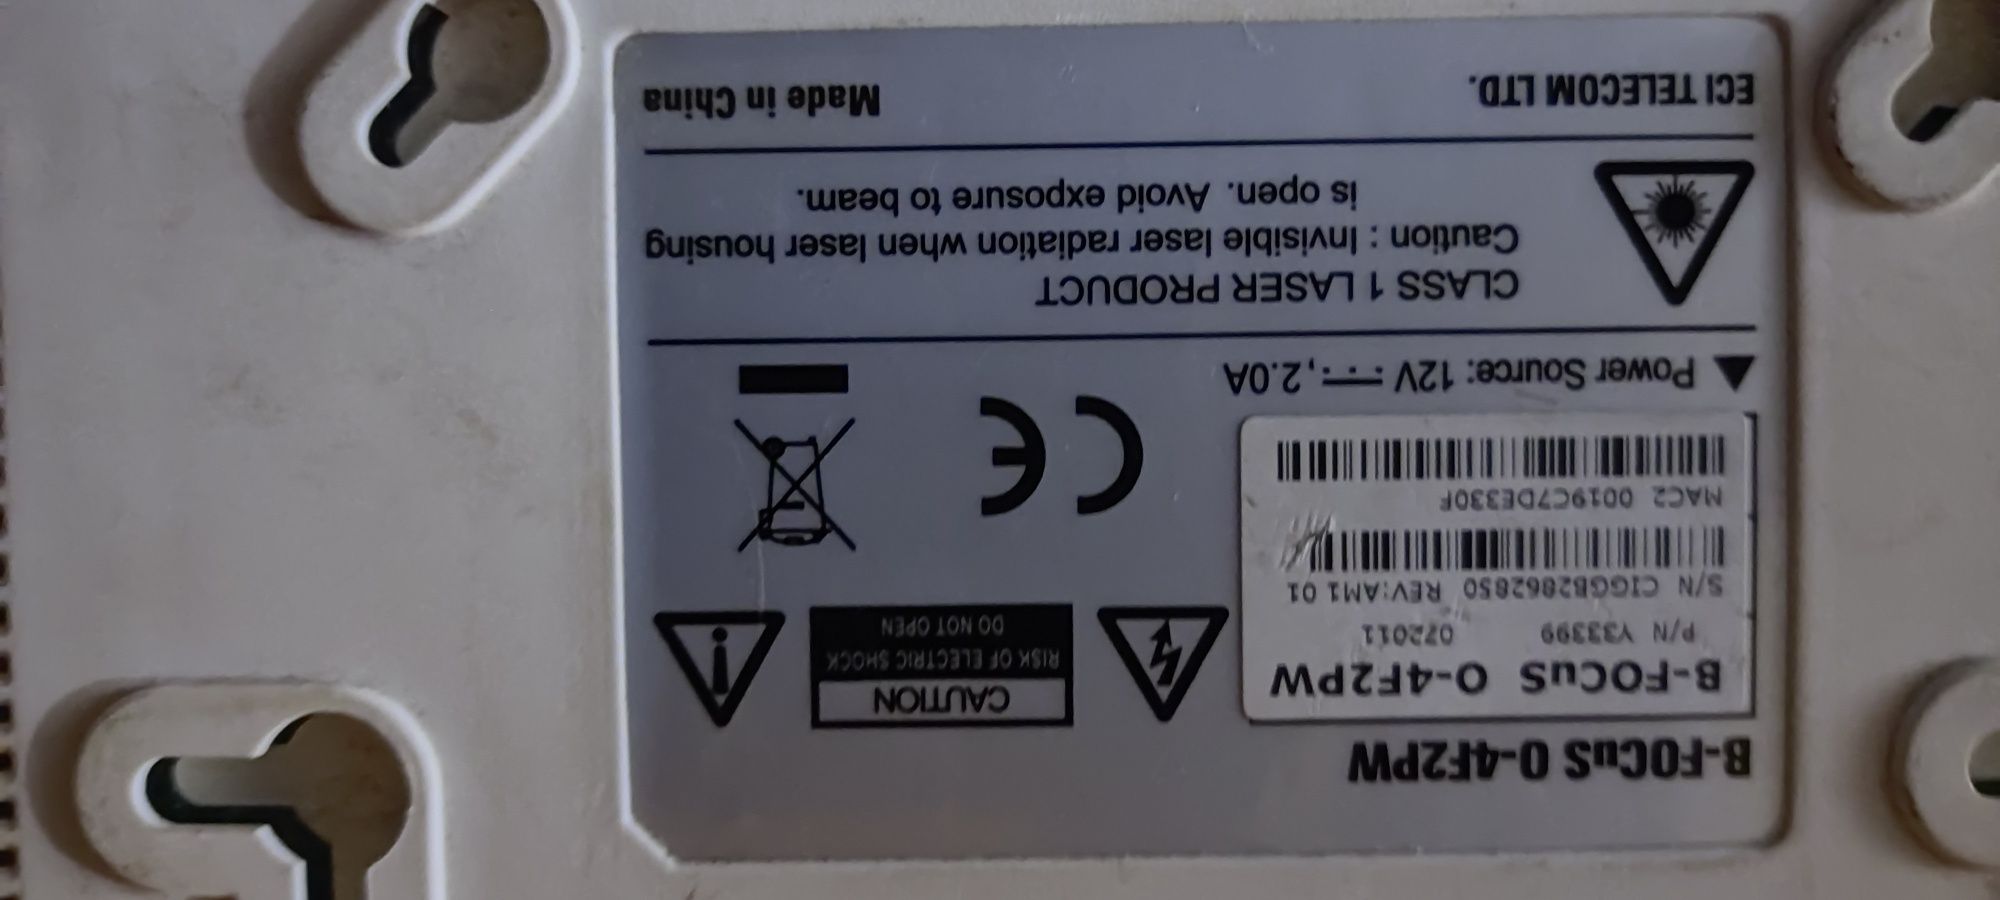 B-FOCuS O-4F2PW
B-FOCuS O-4F2PW
P/N Y33399 072011
S/N CIGGB28628S0 REV:AM1 01
MAC2 0019C7DE330F
CAUTION
RISK OF ELECTRIC SHOCK
DO NOT OPEN
CE
Power Source: 12V, 2.0A
CLASS 1 LASER PRODUCT
Caution : Invisible laser radiation when laser housing
is open. Avoid exposure to beam.
ECI TELECOM LTD.
Made in China